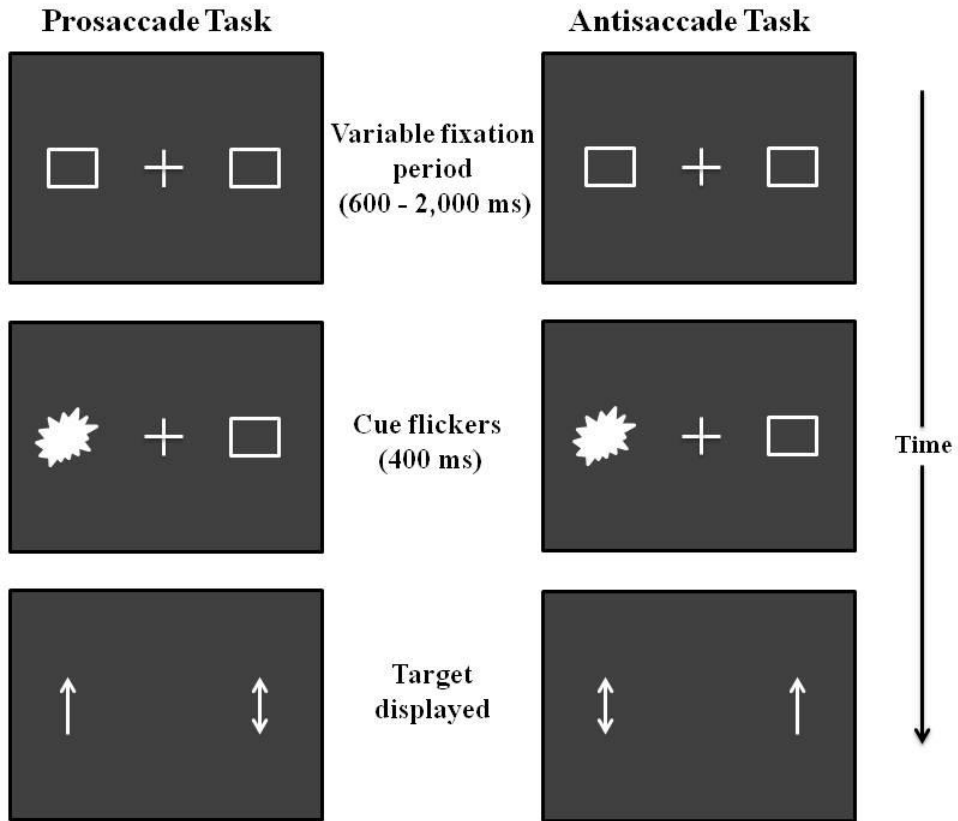 Prosaccade Task
Antisaccade Task
Variable fixation
period
(600 - 2,000 ms)
Cue flickers
(400 ms)
Time
Target
displayed